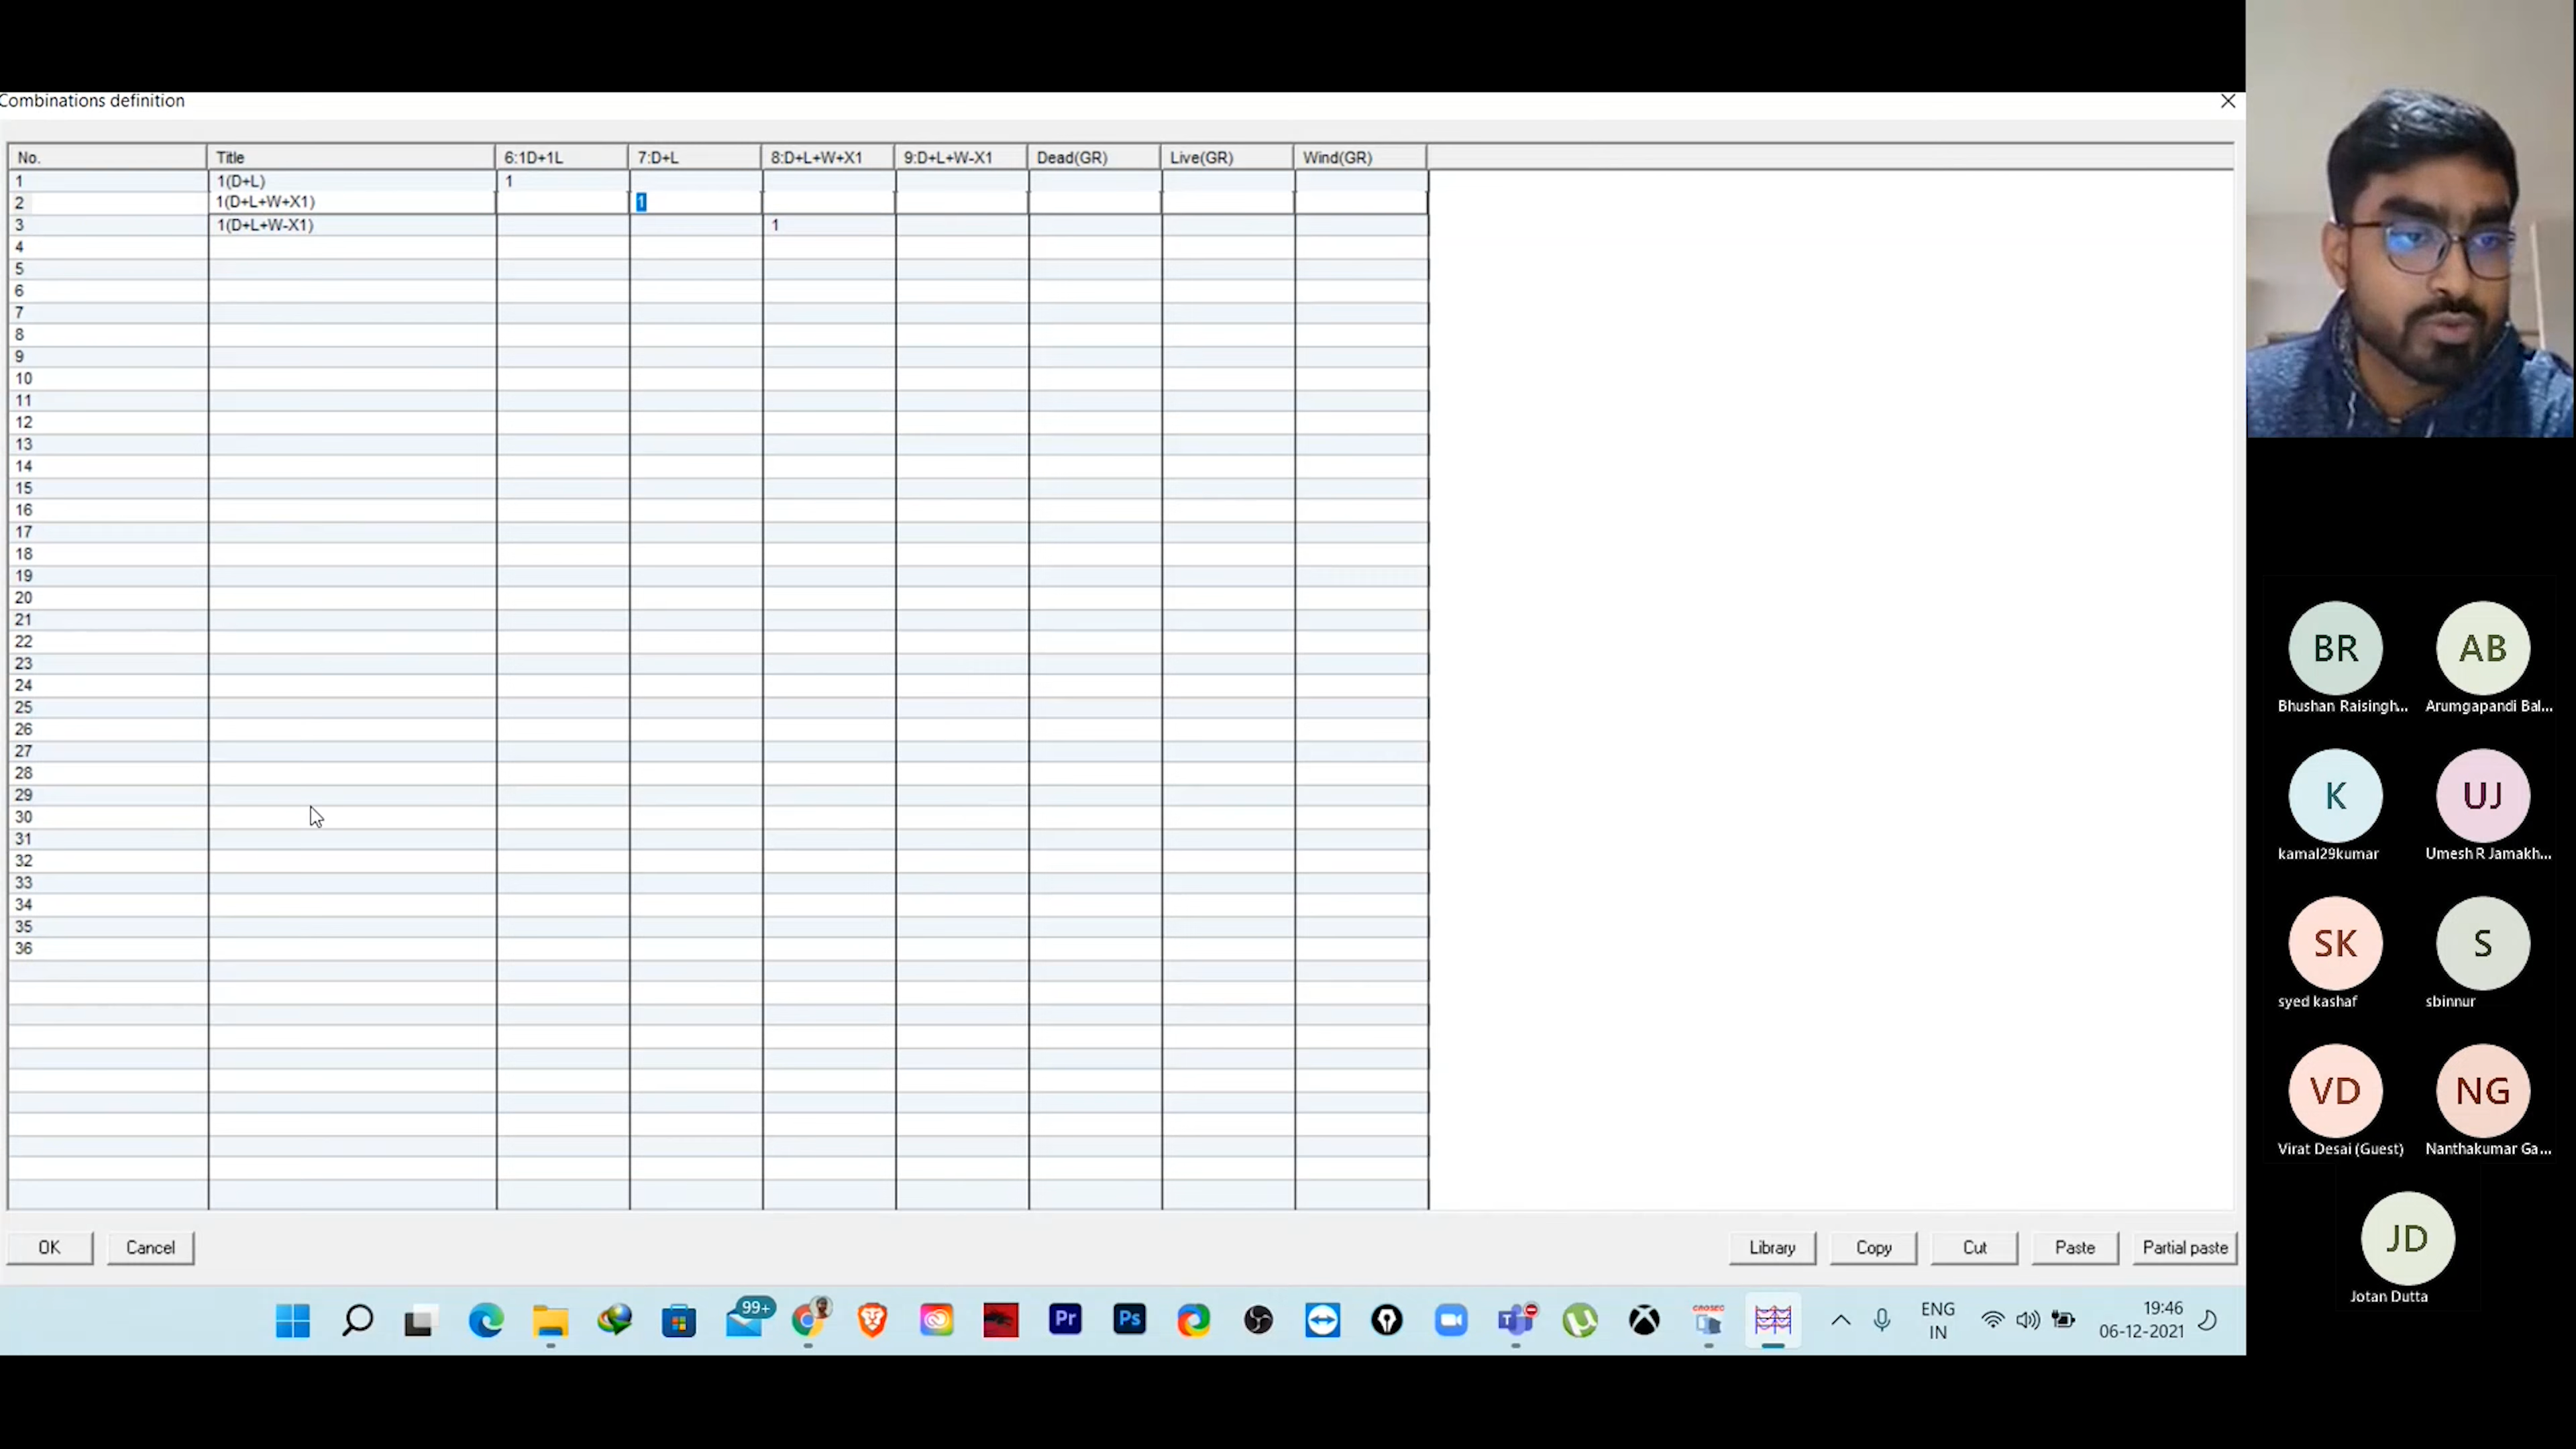 Combinations definition
No. Title 6:1D+1L 7:D+L 8:D+L+W+X1 9:D+L+W-X1 Dead(GR) Live(GR) Wind(GR)
1 1(D+L) 1
2 1(D+L+W+X1) 1
3 1(D+L+W-X1) 1
4
5
6
7
8
9
10
11
12
13
14
15
16
17
18
19
20
21
22
23
24
25
26
27
28
29
30
31
32
33
34
35
36
OK Cancel Library Copy Cut Paste Partial paste
99+ Pr Ps CROSEC
ENG
IN
19:46
06-12-2021
BR AB
Bhushan Raisingh... Arumgapandi Bal...
K UJ
kamal29kumar Umesh R Jamakh...
SK S
syed kashaf sbinnur
VD NG
Virat Desai (Guest) Nanthakumar Ga...
JD
Jotan Dutta